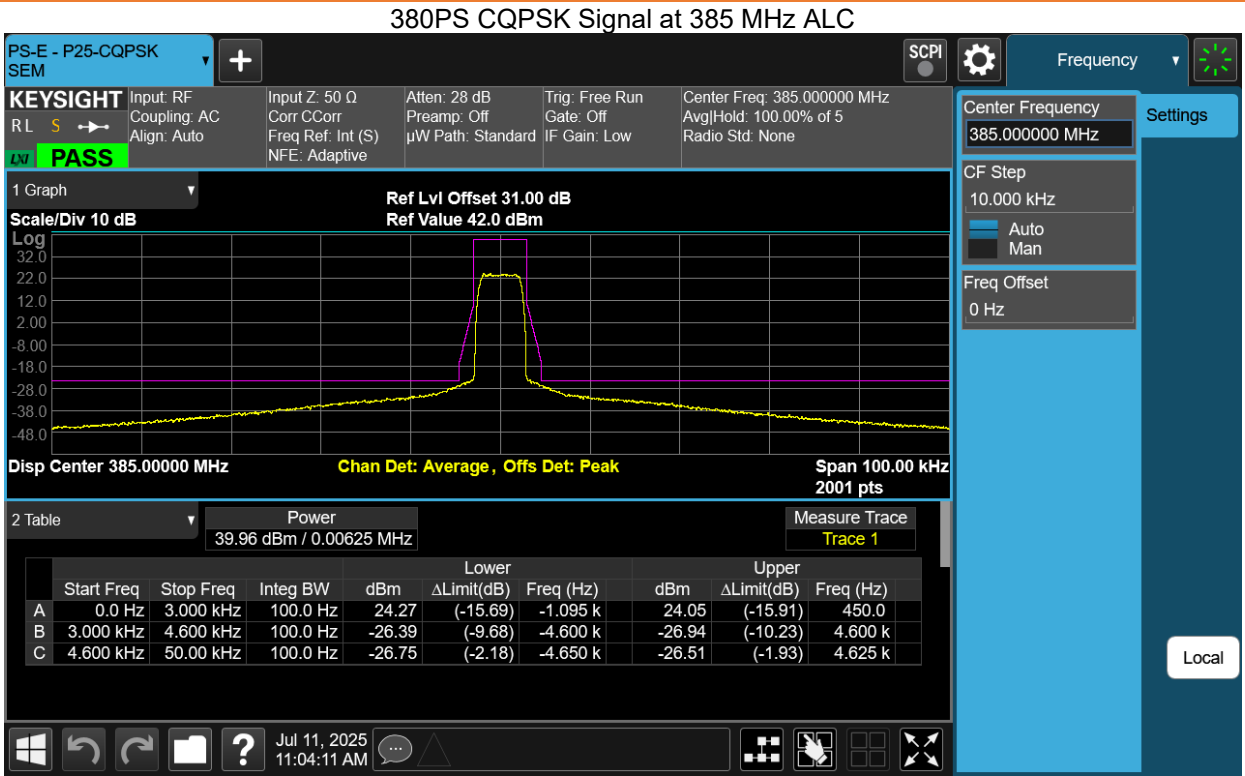 380PS CQPSK Signal at 385 MHz ALC
PS-E - P25-CQPSK
SEM
SCPI
Frequency
KEYSIGHT
RL S
LXI
PASS
Input: RF
Coupling: AC
Align: Auto
Input Z: 50 Ω
Corr CCorr
Freq Ref: Int (S)
NFE: Adaptive
Atten: 28 dB
Preamp: Off
µW Path: Standard
Trig: Free Run
Gate: Off
IF Gain: Low
Center Freq: 385.000000 MHz
Avg|Hold: 100.00% of 5
Radio Std: None
Center Frequency
385.000000 MHz
Settings
CF Step
10.000 kHz
Auto
Man
Freq Offset
0 Hz
1 Graph
Scale/Div 10 dB
Ref Lvl Offset 31.00 dB
Ref Value 42.0 dBm
Log
32.0
22.0
12.0
2.00
-8.00
-18.0
-28.0
-38.0
-48.0
Disp Center 385.00000 MHz
Chan Det: Average, Offs Det: Peak
Span 100.00 kHz
2001 pts
2 Table
Power
39.96 dBm / 0.00625 MHz
Measure Trace
Trace 1
Lower Upper
Start Freq Stop Freq Integ BW dBm ΔLimit(dB) Freq (Hz) dBm ΔLimit(dB) Freq (Hz)
A 0.0 Hz 3.000 kHz 100.0 Hz 24.27 (-15.69) -1.095 k 24.05 (-15.91) 450.0
B 3.000 kHz 4.600 kHz 100.0 Hz -26.39 (-9.68) -4.600 k -26.94 (-10.23) 4.600 k
C 4.600 kHz 50.00 kHz 100.0 Hz -26.75 (-2.18) -4.650 k -26.51 (-1.93) 4.625 k
Local
Jul 11, 2025
11:04:11 AM